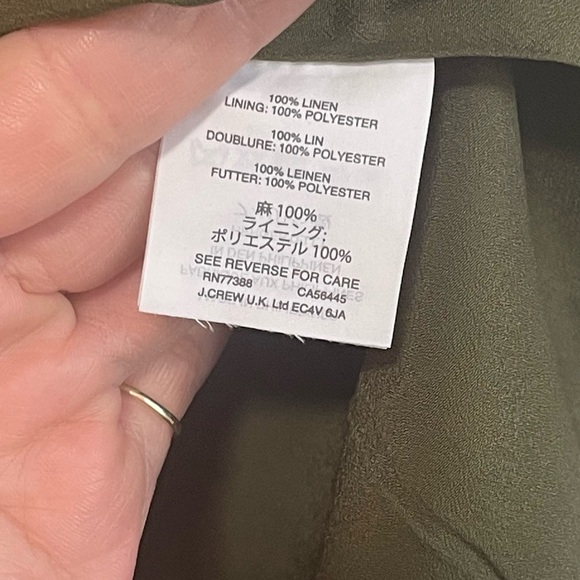 100% LINEN
LINING: 100% POLYESTER
100% LIN
DOUBLURE: 100% POLYESTER
100% LEINEN
FUTTER: 100% POLYESTER
麻 100%
ライニング:
ポリエステル 100%
SEE REVERSE FOR CARE
RN77388 CA56445
J.CREW U.K. Ltd EC4V 6JA